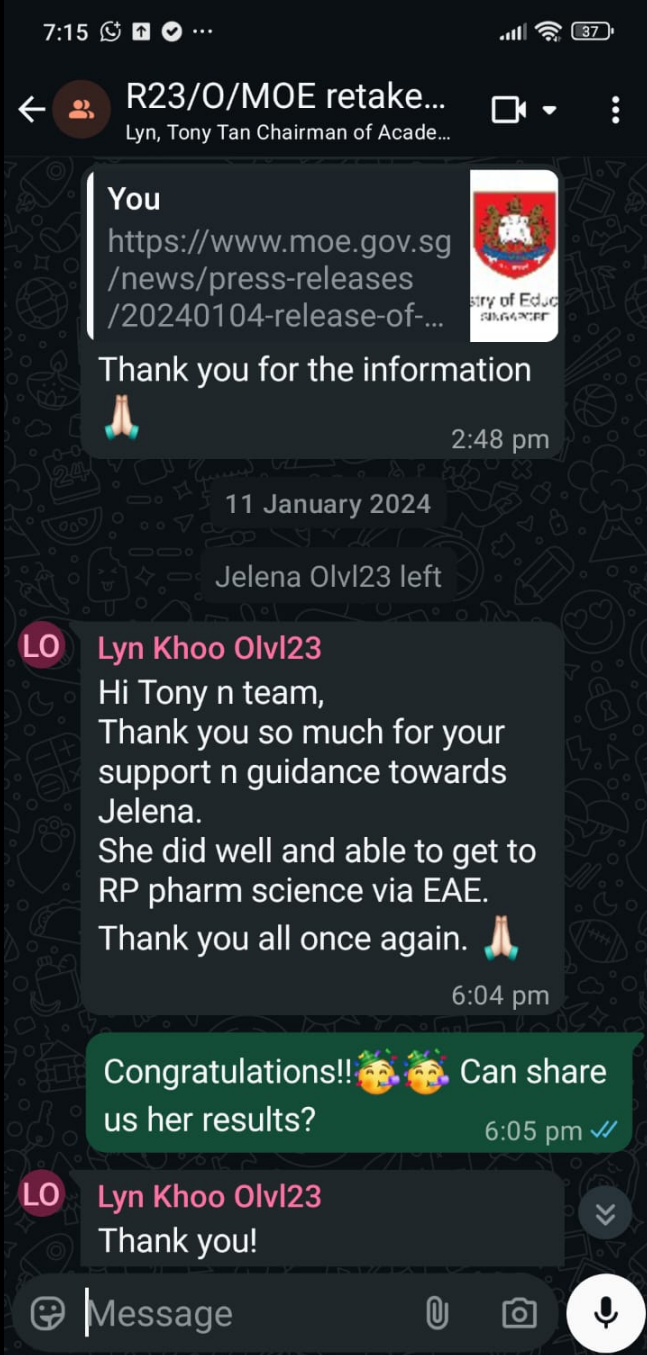 7:15
37
R23/O/MOE retake...
Lyn, Tony Tan Chairman of Acade...
You
https://www.moe.gov.sg
/news/press-releases
/20240104-release-of-...
stry of Educ
SINGAPORE
Thank you for the information
🙏🏻
2:48 pm
11 January 2024
Jelena Olvl23 left
LO
Lyn Khoo Olvl23
Hi Tony n team,
Thank you so much for your
support n guidance towards
Jelena.
She did well and able to get to
RP pharm science via EAE.
Thank you all once again. 🙏🏻
6:04 pm
Congratulations!!🥳🥳 Can share
us her results?
6:05 pm
LO
Lyn Khoo Olvl23
Thank you!
Message